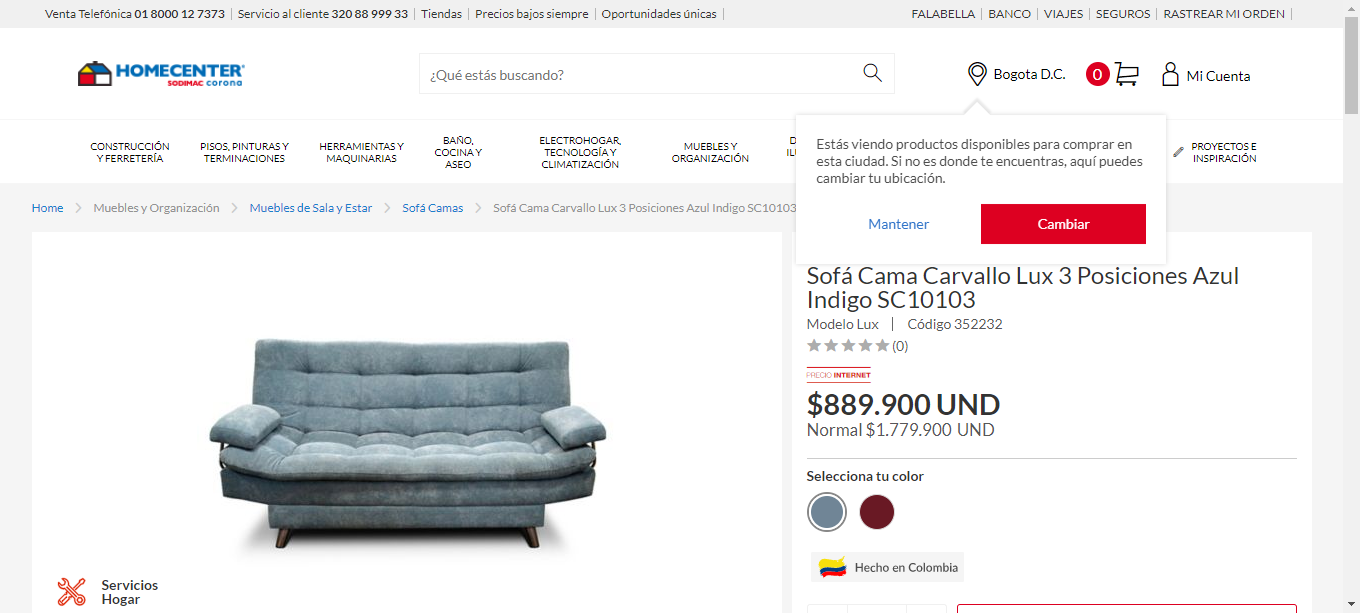 Venta Telefónica 01 8000 12 7373 | Servicio al cliente 320 88 999 33 | Tiendas | Precios bajos siempre | Oportunidades únicas |
FALABELLA | BANCO | VIAJES | SEGUROS | RASTREAR MI ORDEN |
HOMECENTER
SODIMAC corona
¿Qué estás buscando?
Bogota D.C.
0
Mi Cuenta
CONSTRUCCIÓN
Y FERRETERÍA
PISOS, PINTURAS Y
TERMINACIONES
HERRAMIENTAS Y
MAQUINARIAS
BAÑO,
COCINA Y
ASEO
ELECTROHOGAR,
TECNOLOGÍA Y
CLIMATIZACIÓN
MUEBLES Y
ORGANIZACIÓN
PROYECTOS E
INSPIRACIÓN
Estás viendo productos disponibles para comprar en
esta ciudad. Si no es donde te encuentras, aquí puedes
cambiar tu ubicación.
Mantener
Cambiar
Home > Muebles y Organización > Muebles de Sala y Estar > Sofá Camas > Sofá Cama Carvallo Lux 3 Posiciones Azul Indigo SC10103
Sofá Cama Carvallo Lux 3 Posiciones Azul
Indigo SC10103
Modelo Lux | Código 352232
(0)
PRECIO INTERNET
$889.900 UND
Normal $1.779.900 UND
Selecciona tu color
Hecho en Colombia
Servicios
Hogar